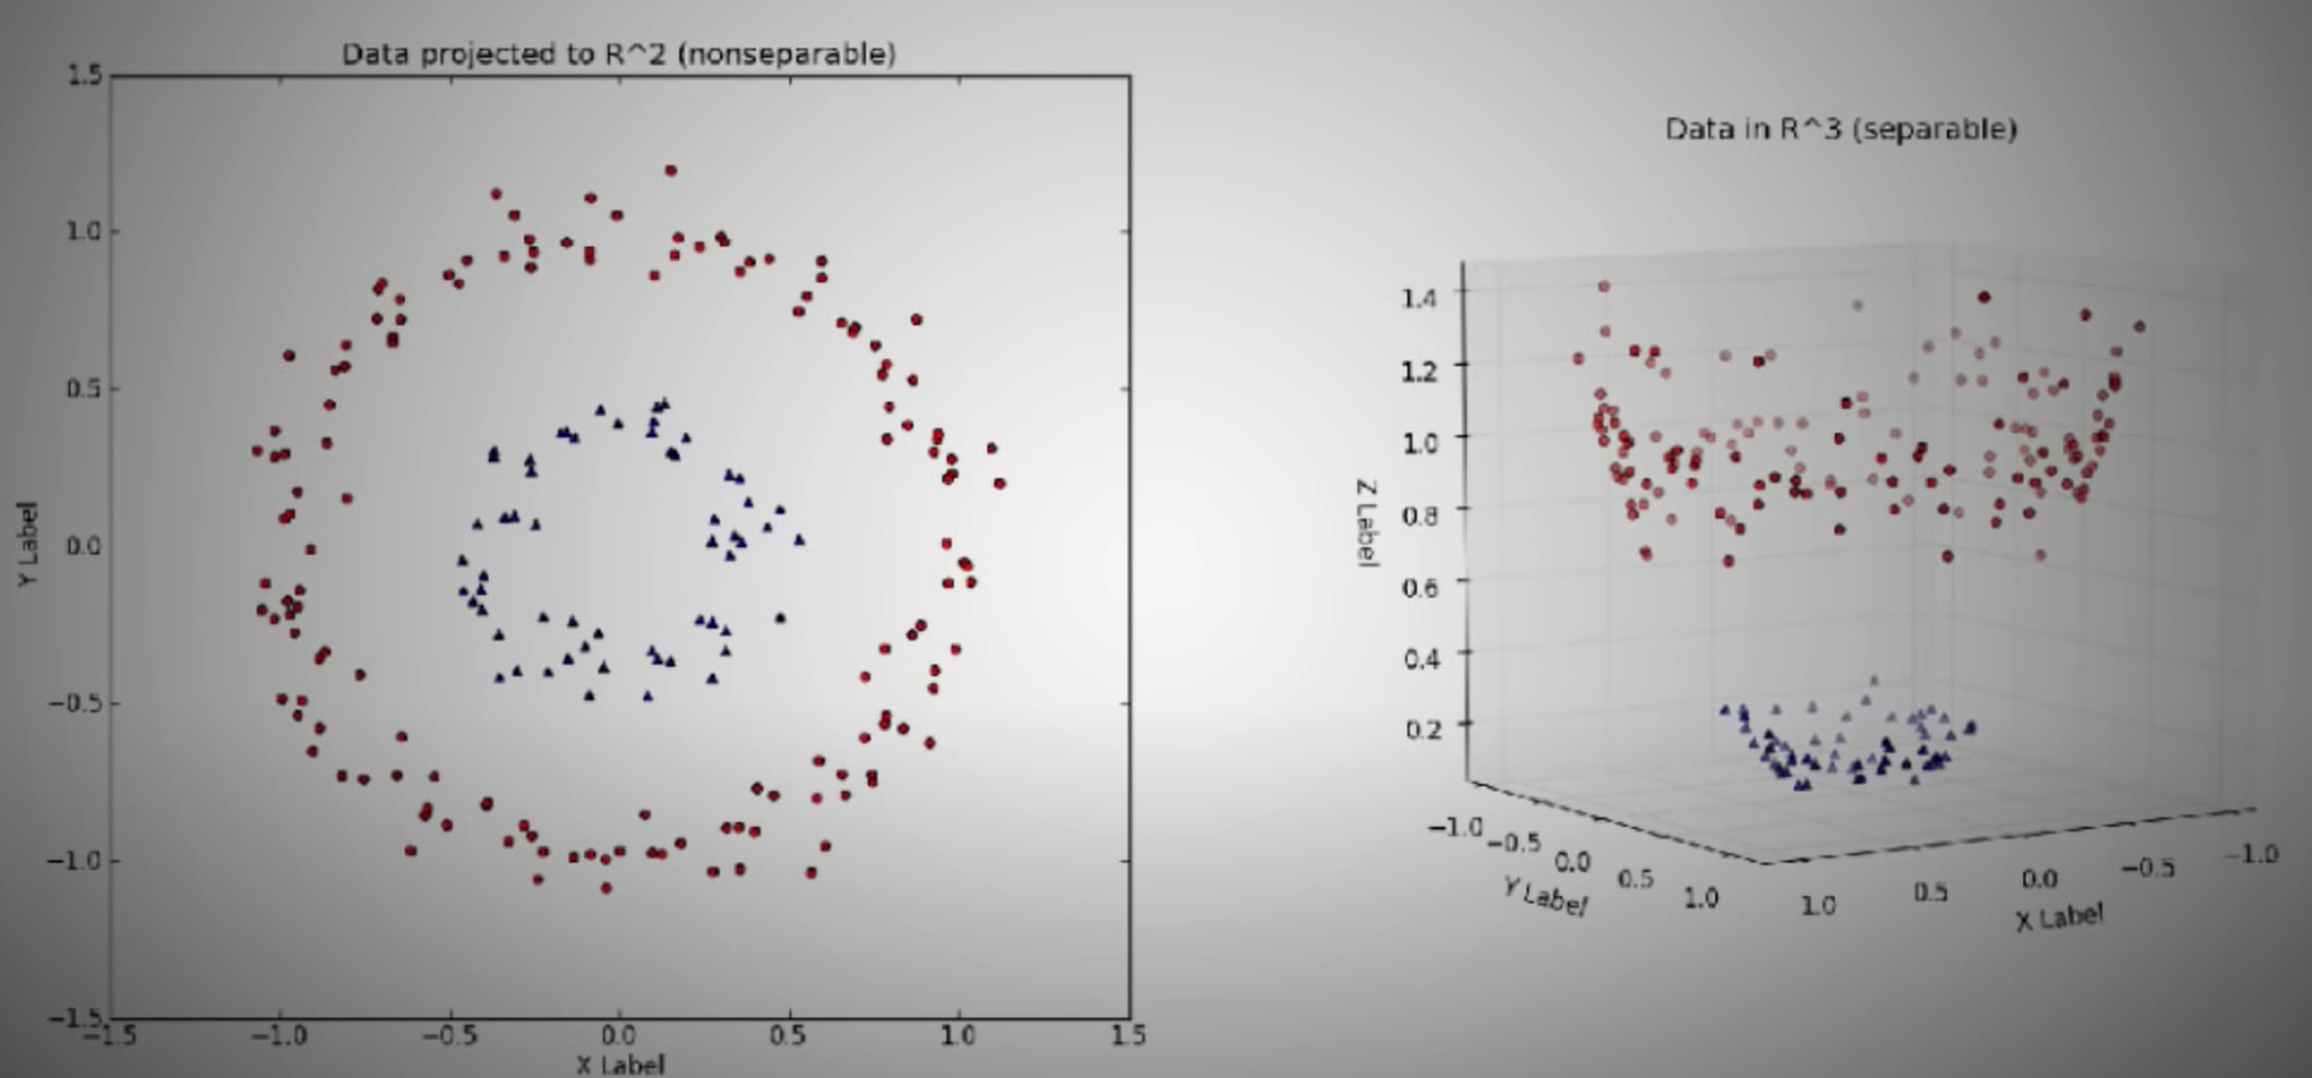 Data projected to R^2 (nonseparable)
1.5
1.0
0.5
0.0
−0.5
−1.0
−1.5
Y Label
−1.5 −1.0 −0.5 0.0 0.5 1.0 1.5
X Label
Data in R^3 (separable)
1.4
1.2
1.0
0.8
0.6
0.4
0.2
Z Label
−1.0 −0.5 0.0 0.5 1.0
Y Label
1.0 0.5 0.0 −0.5 −1.0
X Label